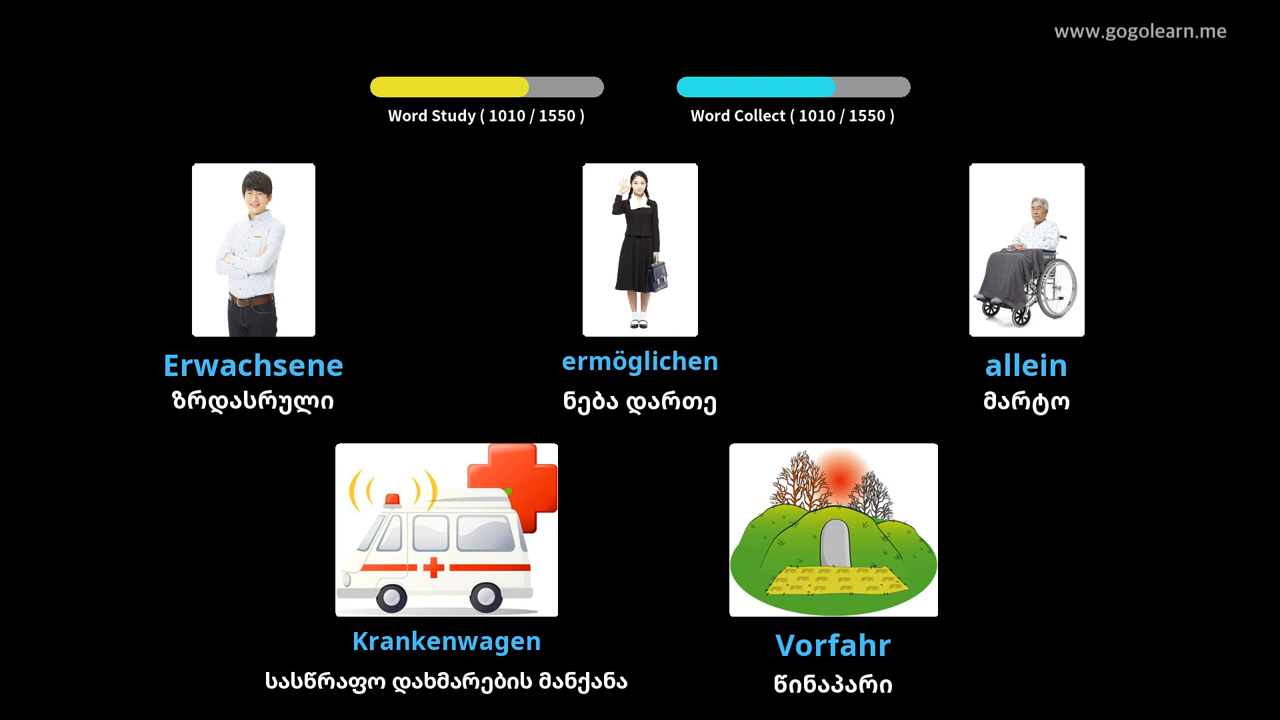 www.gogolearn.me
Word Study ( 1010 / 1550 )
Word Collect ( 1010 / 1550 )
Erwachsene
ზრდასრული
ermöglichen
ნება დართე
allein
მარტო
Krankenwagen
სასწრაფო დახმარების მანქანა
Vorfahr
წინაპარი